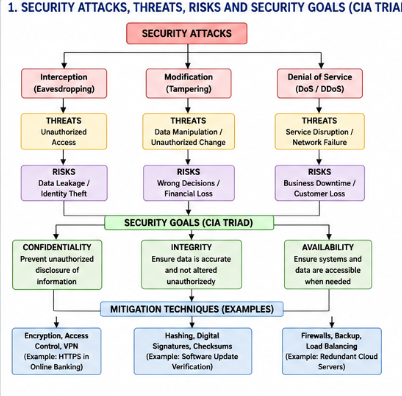 1. SECURITY ATTACKS, THREATS, RISKS AND SECURITY GOALS (CIA TRIA
SECURITY ATTACKS
Interception
(Eavesdropping)
Modification
(Tampering)
Denial of Service
(DoS / DDoS)
THREATS
Unauthorized
Access
THREATS
Data Manipulation /
Unauthorized Change
THREATS
Service Disruption /
Network Failure
RISKS
Data Leakage /
Identity Theft
RISKS
Wrong Decisions /
Financial Loss
RISKS
Business Downtime /
Customer Loss
SECURITY GOALS (CIA TRIAD)
CONFIDENTIALITY
Prevent unauthorized
disclosure of
information
INTEGRITY
Ensure data is accurate
and not altered
unauthorizedy
AVAILABILITY
Ensure systems and
data are accessible
when needed
MITIGATION TECHNIQUES (EXAMPLES)
Encryption, Access
Control, VPN
(Example: HTTPS in
Online Banking)
Hashing, Digital
Signatures, Checksums
(Example: Software Update
Verification)
Firewalls, Backup,
Load Balancing
(Example: Redundant Cloud
Servers)